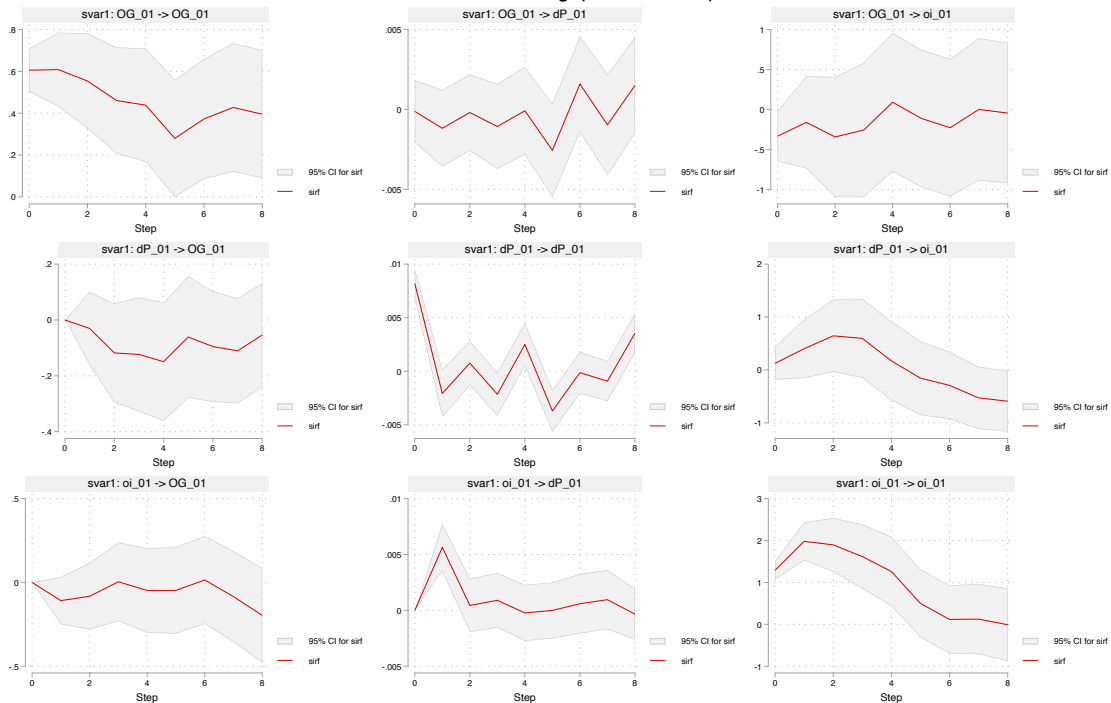 svar1: OG_01 -> OG_01
.8
.6
.4
.2
0
0 2 4 6 8
Step
95% CI for sirf
sirf
svar1: OG_01 -> dP_01
.005
0
-.005
0 2 4 6 8
Step
95% CI for sirf
sirf
svar1: OG_01 -> oi_01
1
.5
0
-.5
-1
0 2 4 6 8
Step
95% CI for sirf
sirf
svar1: dP_01 -> OG_01
.2
0
-.2
-.4
0 2 4 6 8
Step
95% CI for sirf
sirf
svar1: dP_01 -> dP_01
.01
.005
0
-.005
0 2 4 6 8
Step
95% CI for sirf
sirf
svar1: dP_01 -> oi_01
2
1
0
-1
0 2 4 6 8
Step
95% CI for sirf
sirf
svar1: oi_01 -> OG_01
.5
0
-.5
0 2 4 6 8
Step
95% CI for sirf
sirf
svar1: oi_01 -> dP_01
.01
.005
0
-.005
0 2 4 6 8
Step
95% CI for sirf
sirf
svar1: oi_01 -> oi_01
3
2
1
0
-1
0 2 4 6 8
Step
95% CI for sirf
sirf